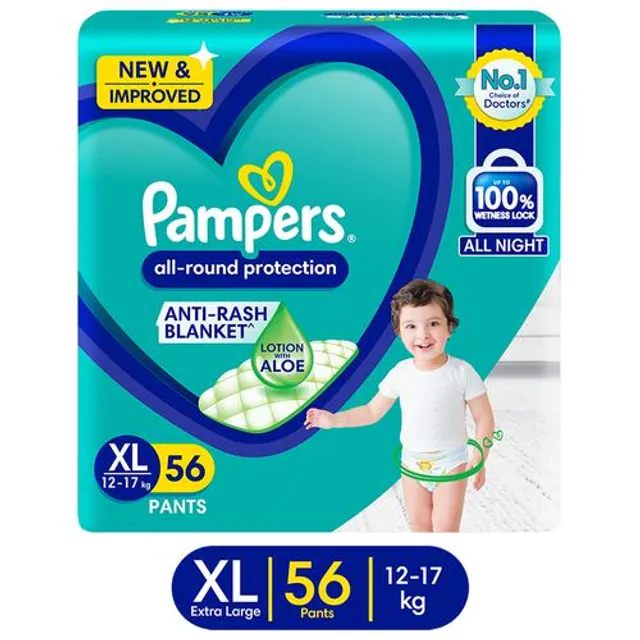 NEW &
IMPROVED
No.1
Choice of
Doctors#
UP TO
100%
WETNESS LOCK
ALL NIGHT
Pampers®
all-round protection
ANTI-RASH
BLANKET^
LOTION
WITH
ALOE
XL
12-17 kg
56
PANTS
XL
Extra Large
56
Pants
12-17
kg